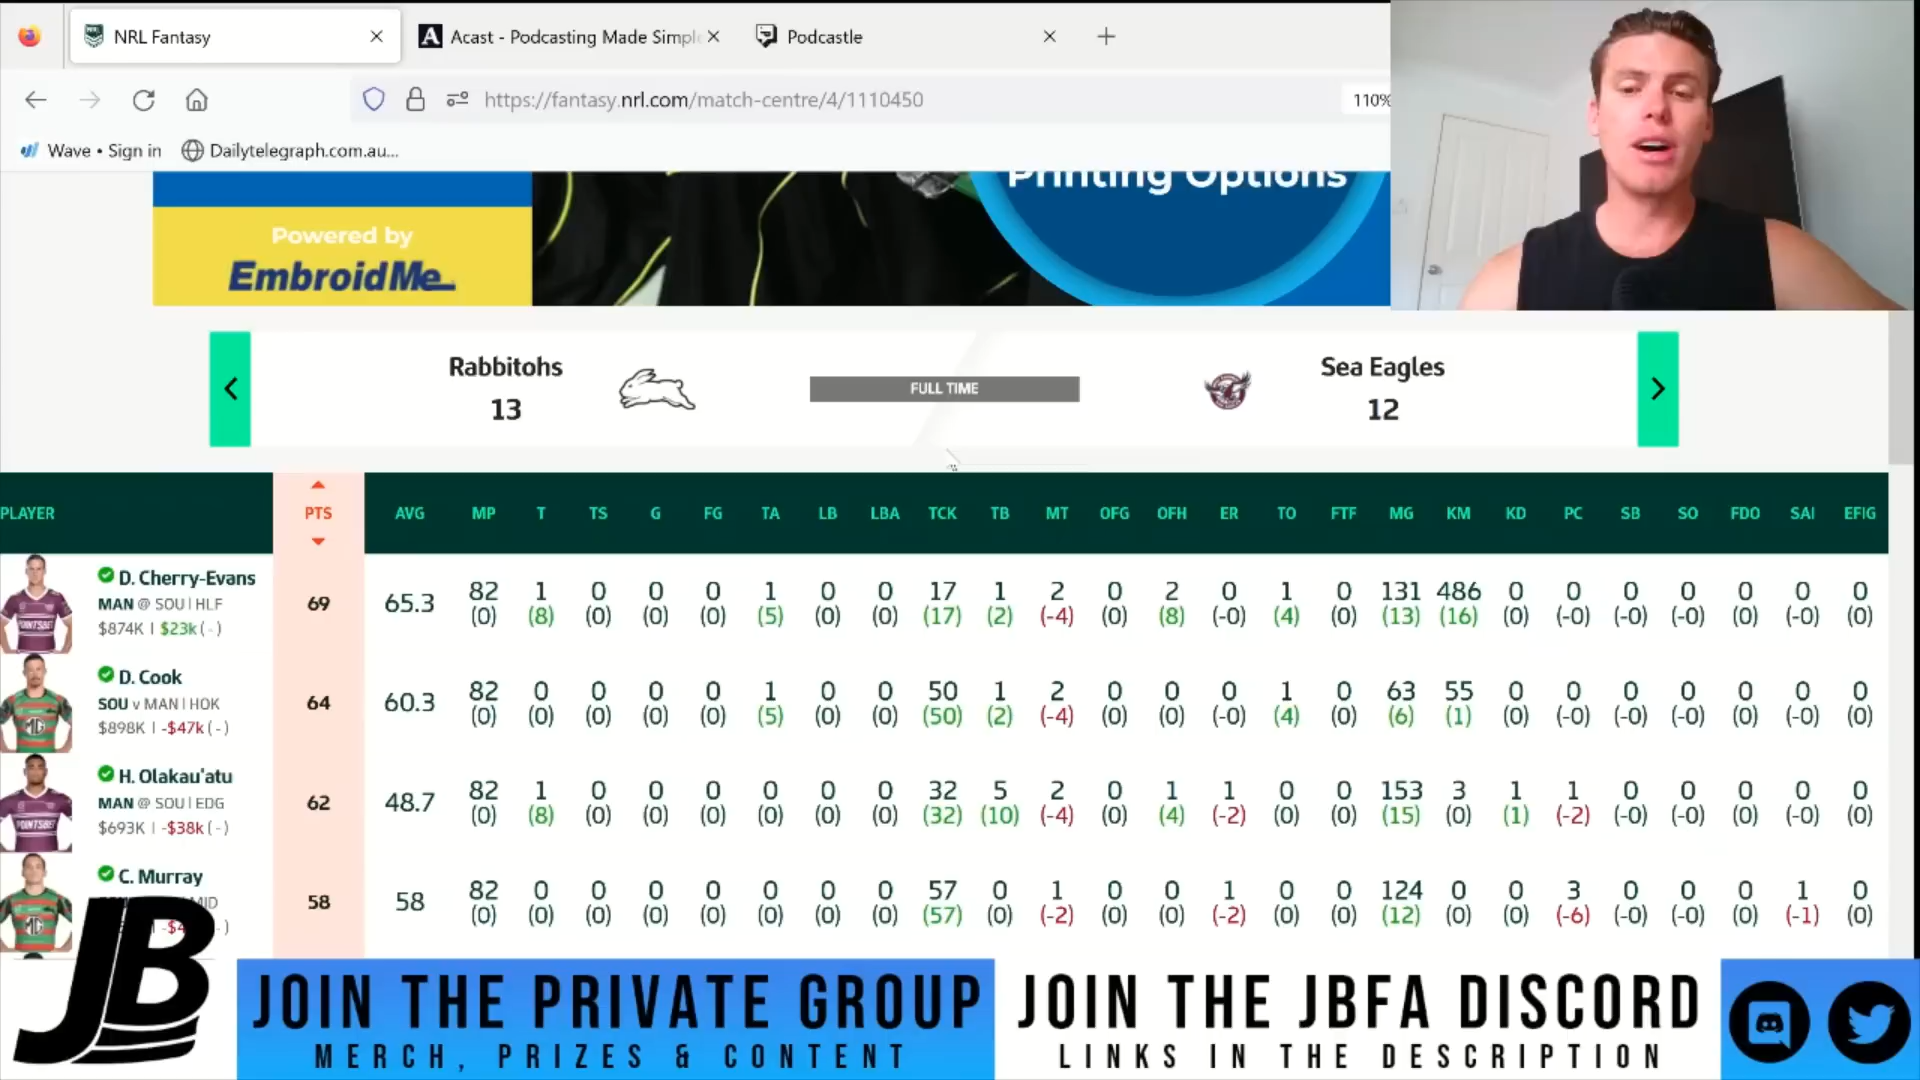 NRL Fantasy
Acast - Podcasting Made Simpl
Podcastle
https://fantasy.nrl.com/match-centre/4/1110450
110%
Wave • Sign in
Dailytelegraph.com.au...
Printing Options
Powered by
EmbroidMe
Rabbitohs
13
FULL TIME
Sea Eagles
12
PLAYER PTS AVG MP T TS G FG TA LB LBA TCK TB MT OFG OFH ER TO FTF MG KM KD PC SB SO FDO SAI EFIG
D. Cherry-Evans
MAN @ SOU | HLF
$874K | $23k ( - )
69 65.3
82 1 0 0 0 1 0 0 17 1 2 0 2 0 1 0 131 486 0 0 0 0 0 0 0
(0) (8) (0) (0) (0) (5) (0) (0) (17) (2) (-4) (0) (8) (-0) (4) (0) (13) (16) (0) (-0) (-0) (-0) (0) (-0) (0)
D. Cook
SOU v MAN | HOK
$898K | -$47k ( - )
64 60.3
82 0 0 0 0 1 0 0 50 1 2 0 0 0 1 0 63 55 0 0 0 0 0 0 0
(0) (0) (0) (0) (0) (5) (0) (0) (50) (2) (-4) (0) (0) (-0) (4) (0) (6) (1) (0) (-0) (-0) (-0) (0) (-0) (0)
H. Olakau'atu
MAN @ SOU | EDG
$693K | -$38k ( - )
62 48.7
82 1 0 0 0 0 0 0 32 5 2 0 1 1 0 0 153 3 1 1 0 0 0 0 0
(0) (8) (0) (0) (0) (0) (0) (0) (32) (10) (-4) (0) (4) (-2) (0) (0) (15) (0) (1) (-2) (-0) (-0) (0) (-0) (0)
C. Murray
MID
58 58
82 0 0 0 0 0 0 0 57 0 1 0 0 1 0 0 124 0 0 3 0 0 0 1 0
(0) (0) (0) (0) (0) (0) (0) (0) (57) (0) (-2) (0) (0) (-2) (0) (0) (12) (0) (0) (-6) (-0) (-0) (0) (-1) (0)
JB
JOIN THE PRIVATE GROUP
MERCH, PRIZES & CONTENT
JOIN THE JBFA DISCORD
LINKS IN THE DESCRIPTION